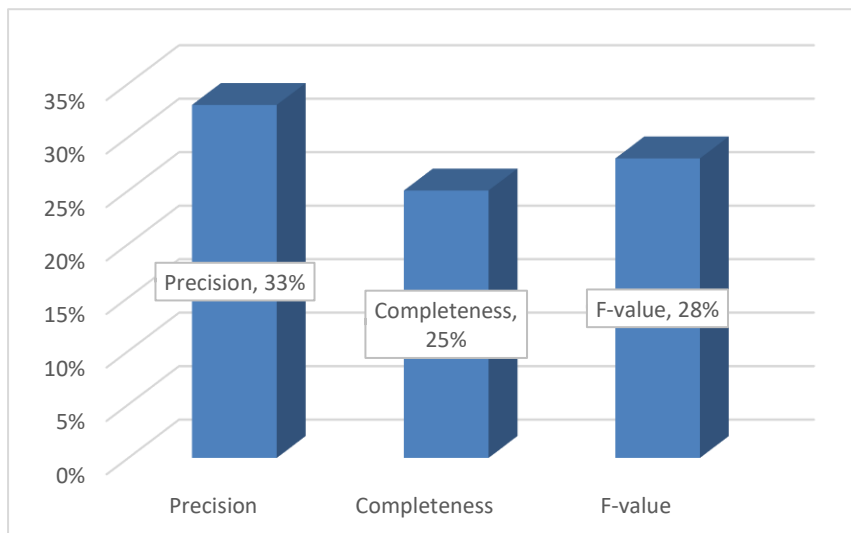 35%
30%
25%
20%
15%
10%
5%
0%
Precision, 33%
Completeness,
25%
F-value, 28%
Precision
Completeness
F-value